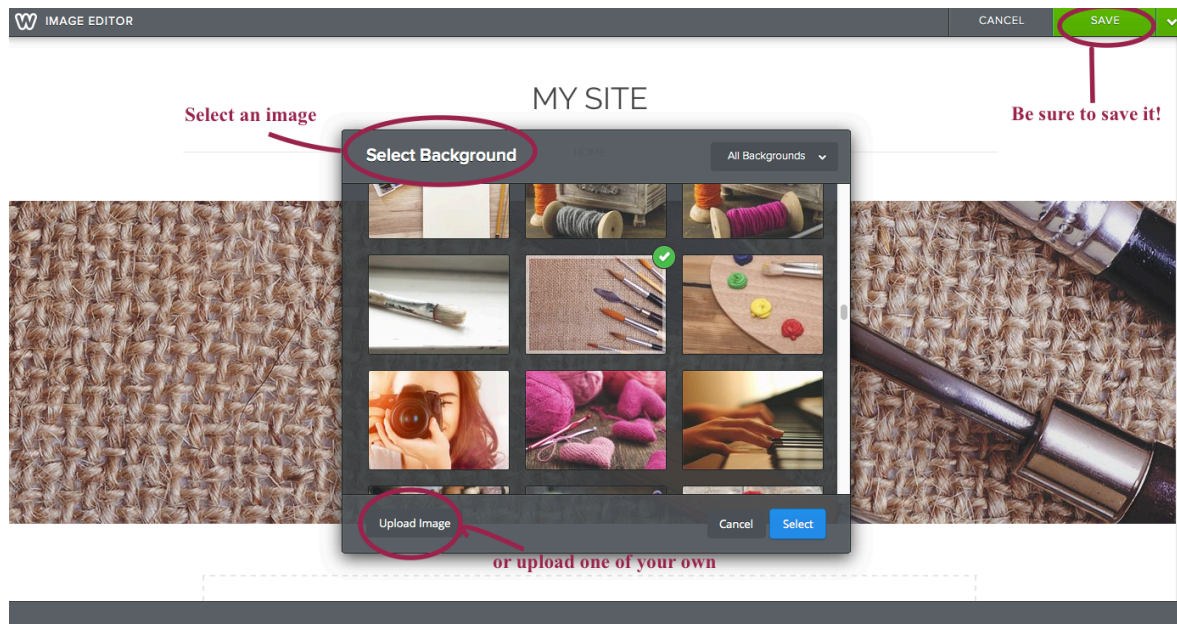 IMAGE EDITOR
CANCEL
SAVE
MY SITE
Select an image
Be sure to save it!
Select Background
HOME
All Backgrounds
Upload Image
Cancel
Select
or upload one of your own